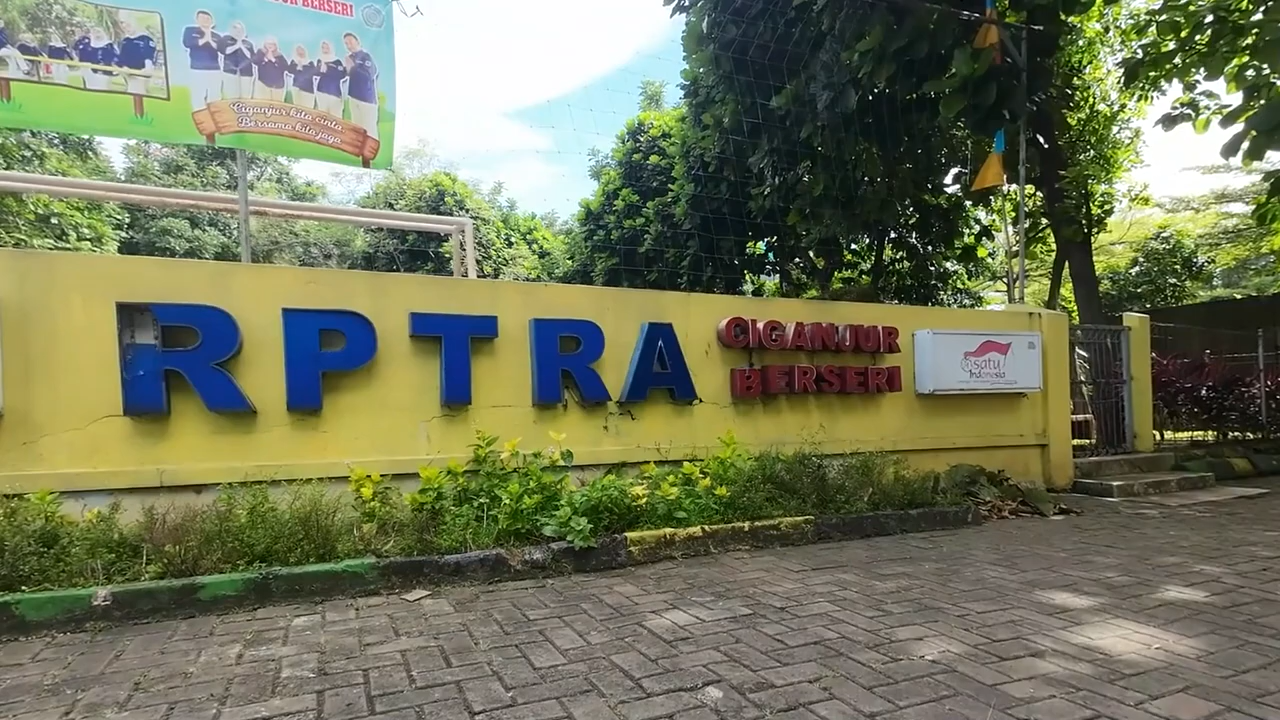 BERSERI
Ciganjur kita cinta
Bersama kita jaga
RPTRA
CIGANJUR
BERSERI
satu
Indonesia